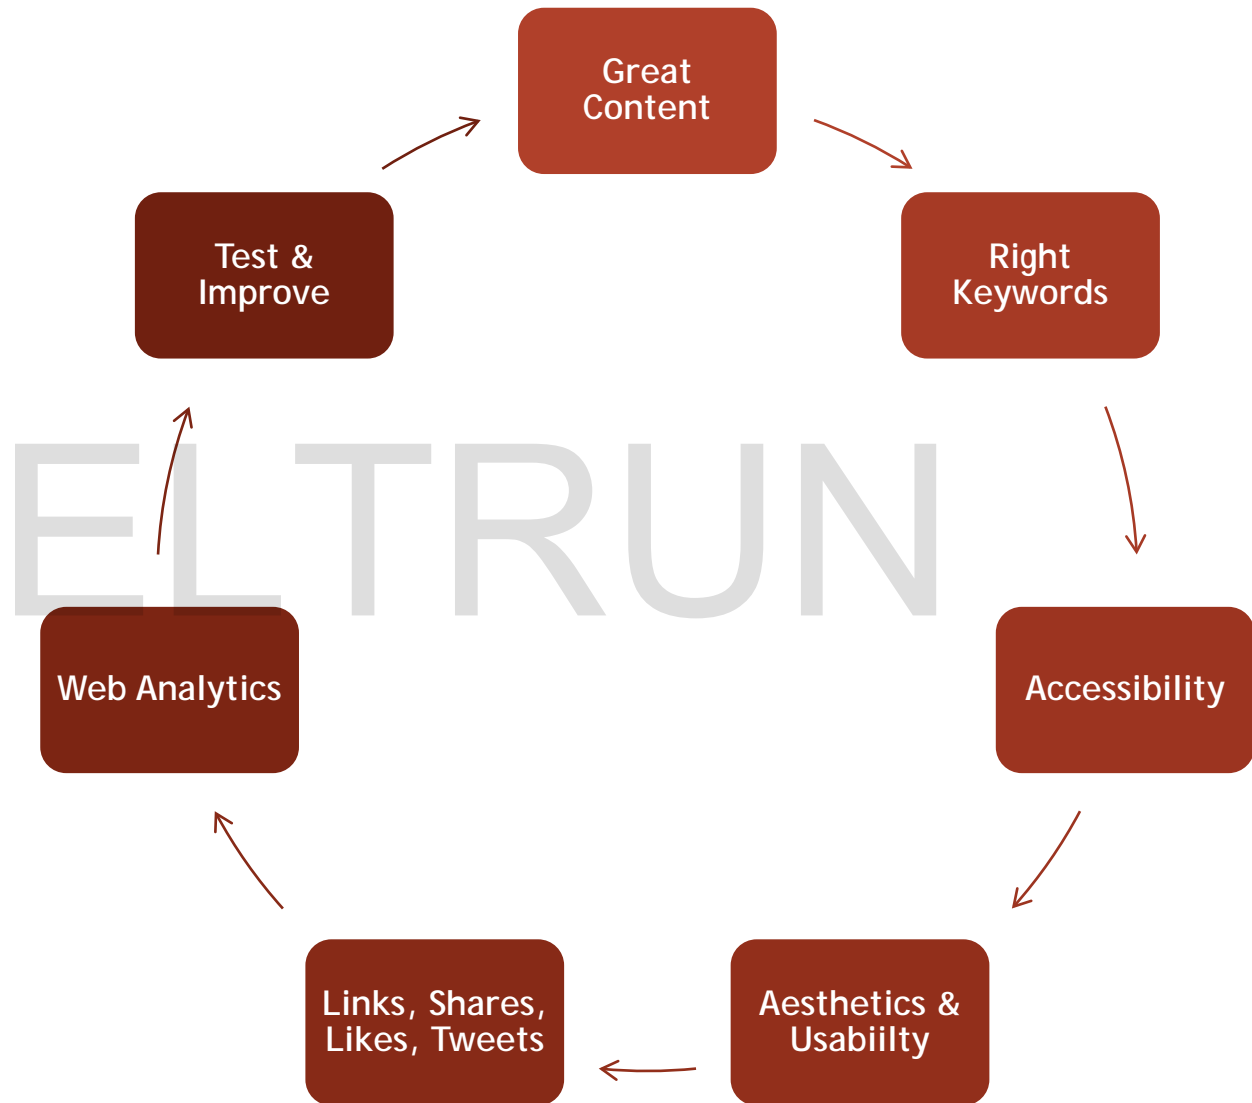 Great
Content
Right
Keywords
Accessibility
Aesthetics &
Usabiilty
Links, Shares,
Likes, Tweets
Web Analytics
Test &
Improve
ELTRUN